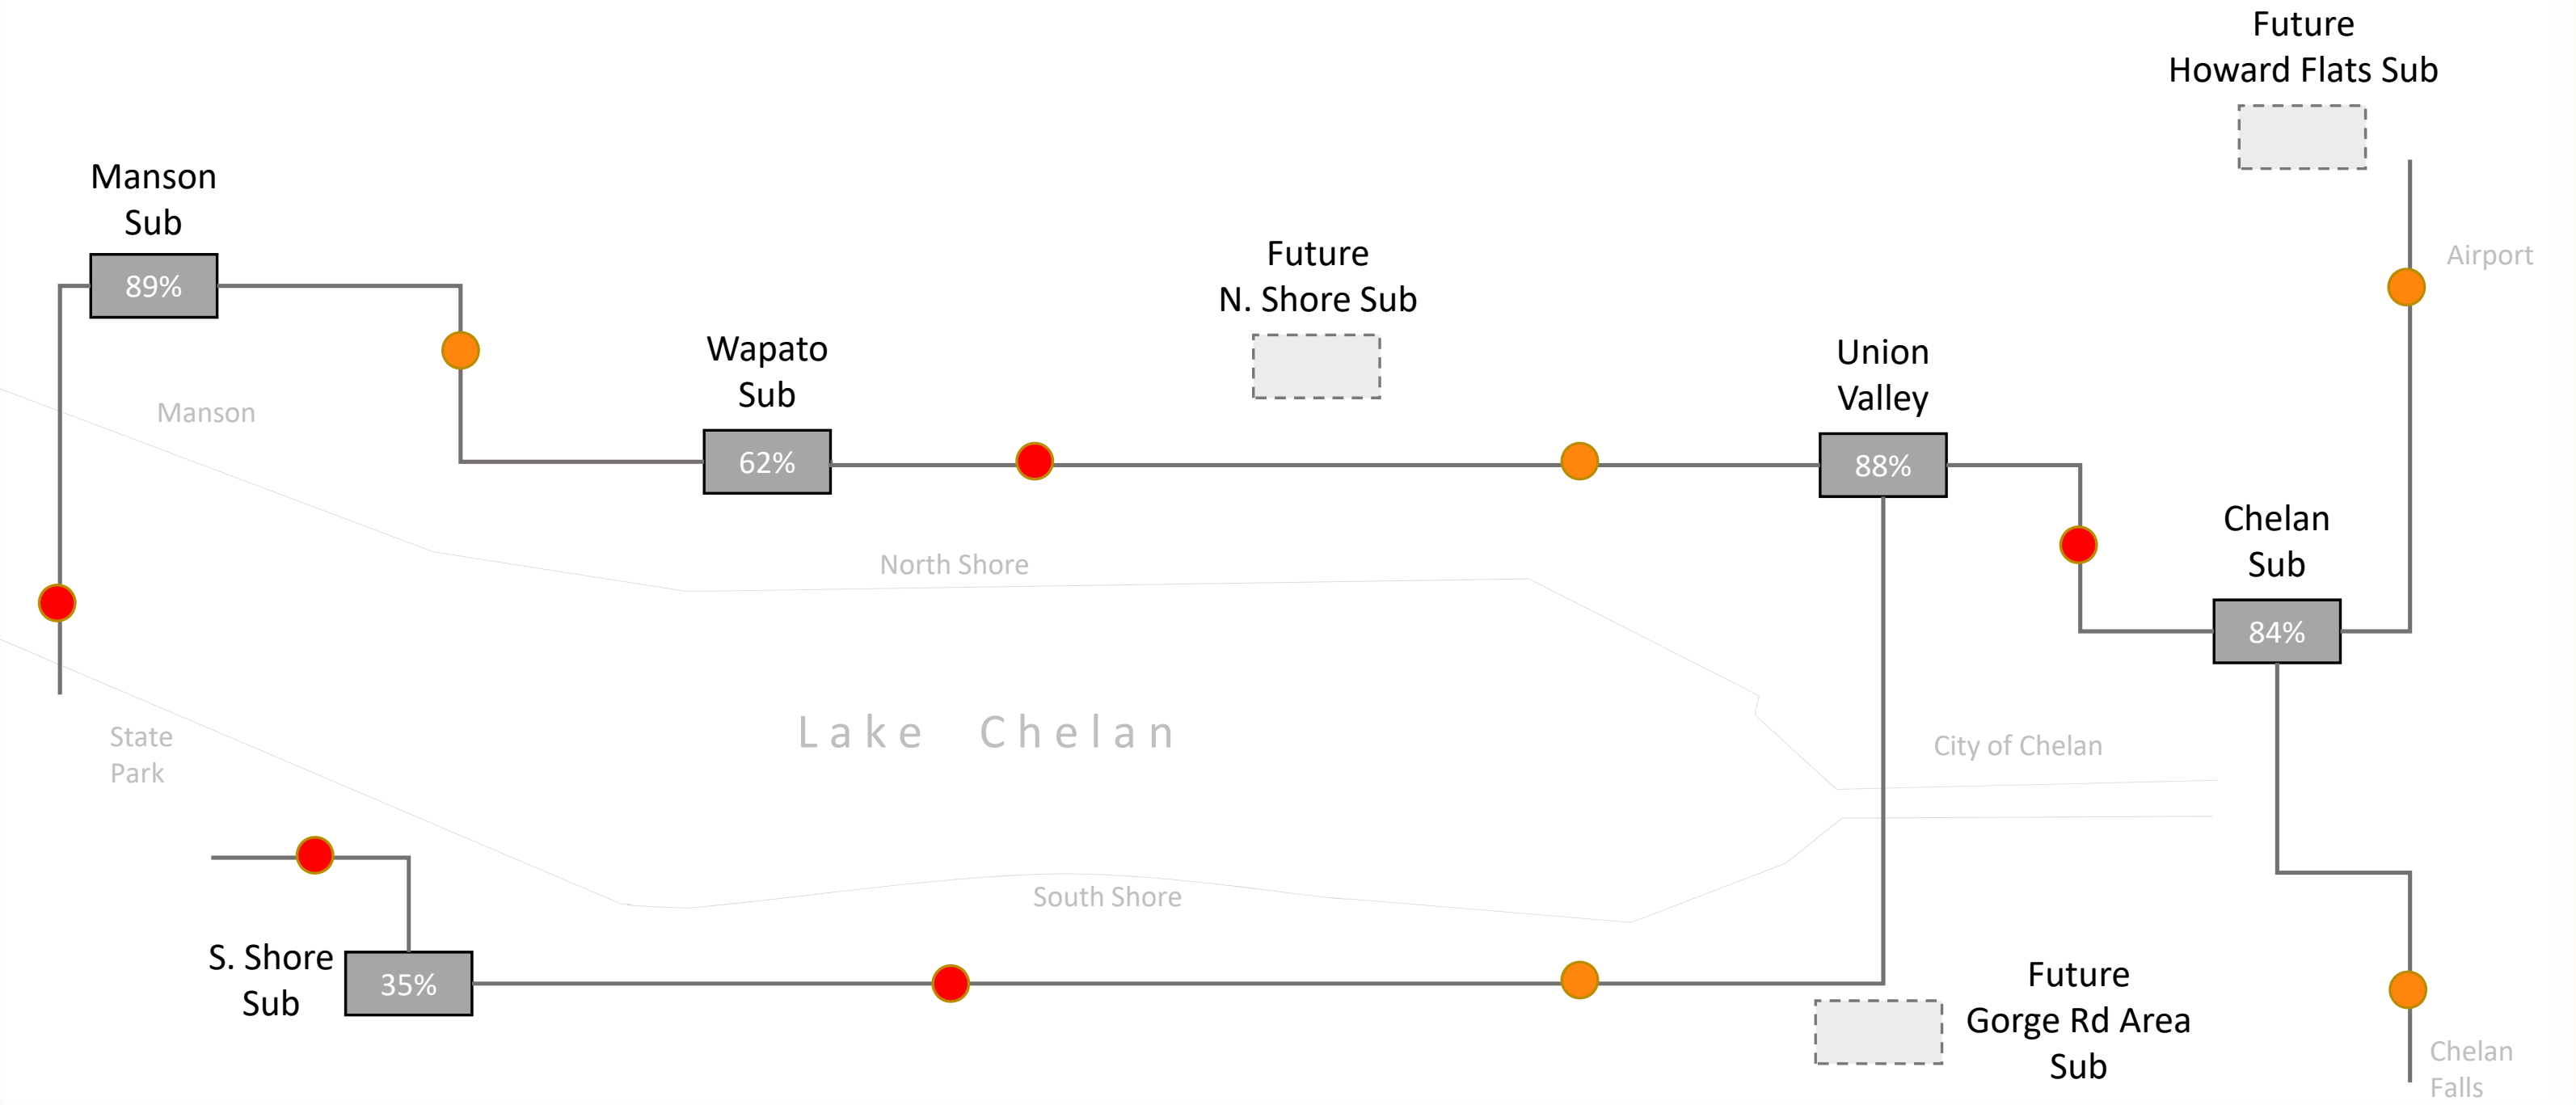 Future
Howard Flats Sub
Manson
Sub
89%
Future
N. Shore Sub
Airport
Wapato
Sub
62%
Union
Valley
88%
Manson
Chelan
Sub
84%
North Shore
Lake Chelan
State
Park
City of Chelan
South Shore
S. Shore
Sub
35%
Future
Gorge Rd Area
Sub
Chelan
Falls